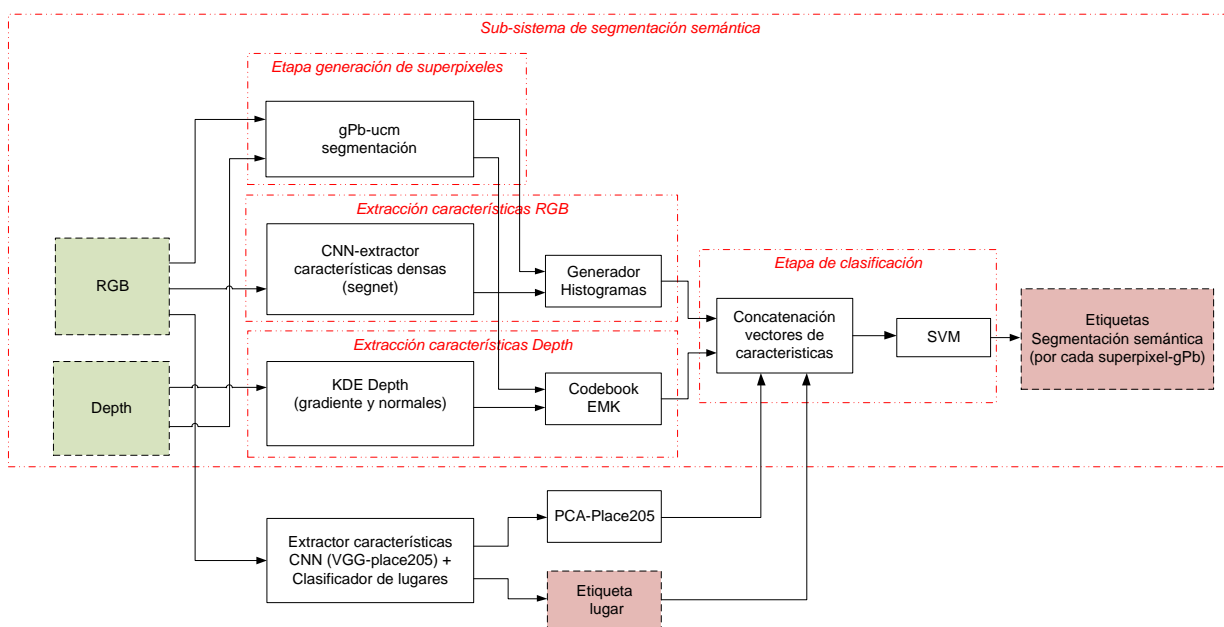 Sub-sistema de segmentación semántica
Etapa generación de superpixeles
gPb-ucm
segmentación
Extracción características RGB
CNN-extractor
características densas
(segnet)
Generador
Histogramas
RGB
Etapa de clasificación
Concatenación
vectores de
caracteristicas
SVM
Etiquetas
Segmentación semántica
(por cada superpixel-gPb)
Extracción características Depth
KDE Depth
(gradiente y normales)
Codebook
EMK
Depth
Extractor características
CNN (VGG-place205) +
Clasificador de lugares
PCA-Place205
Etiqueta
lugar